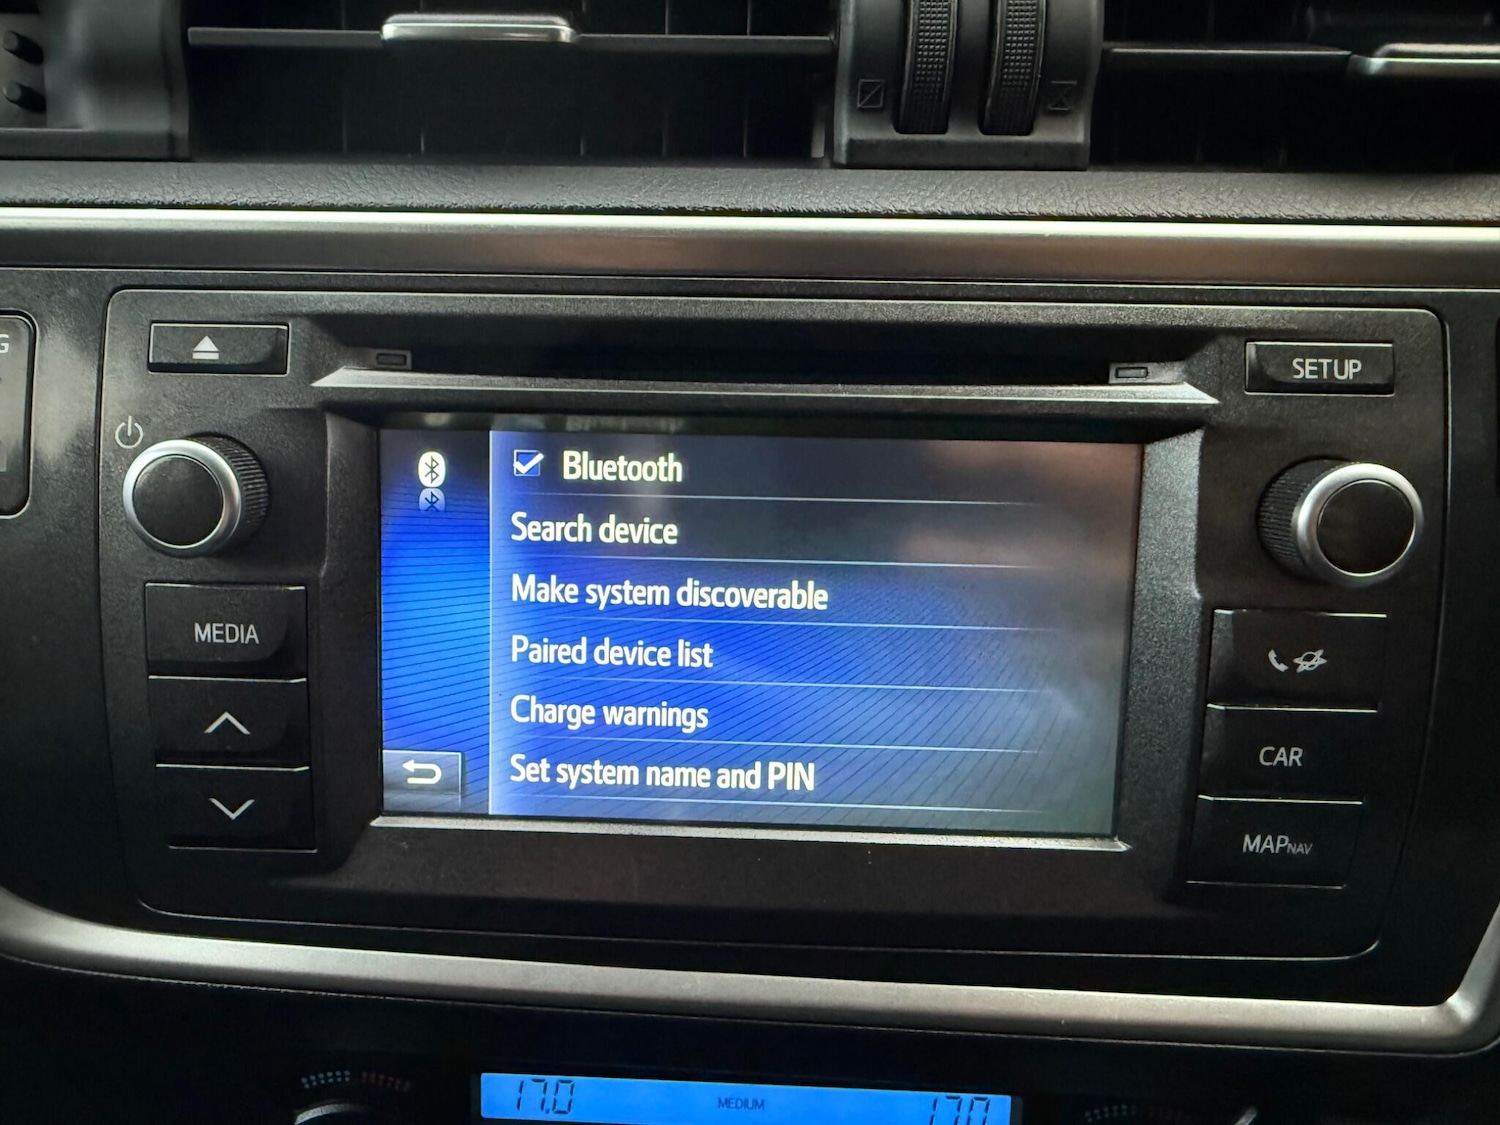 G
SETUP
Bluetooth
Search device
Make system discoverable
Paired device list
Charge warnings
Set system name and PIN
MEDIA
CAR
MAPNAV
17.0
MEDIUM
17.0